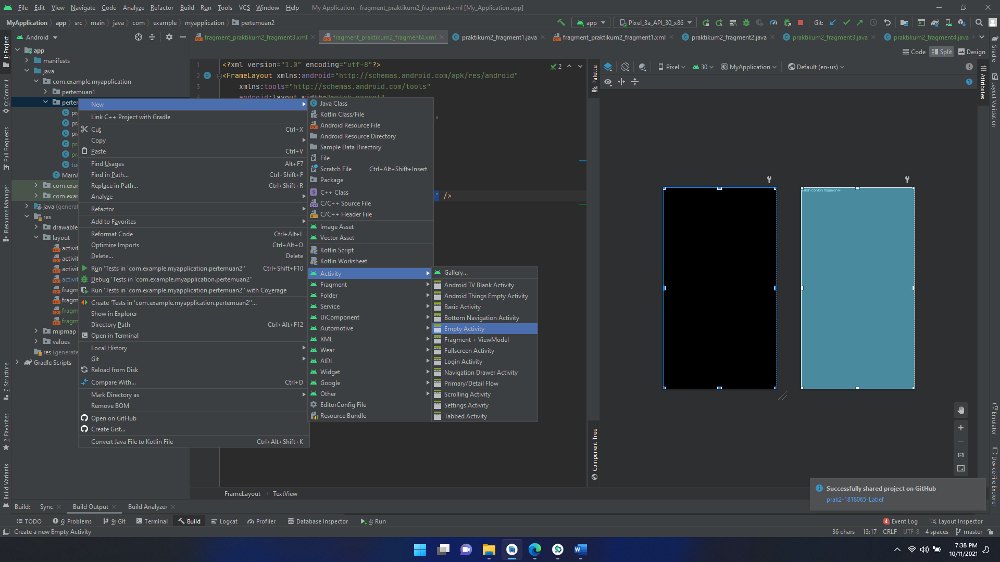 File Edit View Navigate Code Analyze Refactor Build Run Tools VCS Window Help My Application - fragment_praktikum2_fragment4.xml [My_Application.app]
MyApplication app src main java com example myapplication pertemuan2 app Pixel_3a_API_30_x86 Git:
Android fragment_praktikum2_fragment3.xml fragment_praktikum2_fragment4.xml praktikum2_fragment1.java fragment_praktikum2_fragment1.xml praktikum2_fragment2.java praktikum2_fragment3.java praktikum2_fragment4.java
Code Split Design
1: Project
0: Commit
Pull Requests
Resource Manager
7: Structure
2: Favorites
Build Variants
app
manifests
java
com.example.myapplication
pertemuan1
perter
pra
pra
pra
pra
pra
tug
MainA
com.exar
com.exar
java (generat
res
drawable
layout
activit
activit
activit
activit
fragm
fragm
fragm
fragm
mipmap
values
res (generate
Gradle Scripts
1 <?xml version="1.0" encoding="utf-8"?>
2 <FrameLayout xmlns:android="http://schemas.android.com/apk/res/android"
3 xmlns:tools="http://schemas.android.com/tools"
4 android:layout_width="match_parent"
" />
2
New
Link C++ Project with Gradle
Cut Ctrl+X
Copy
Paste Ctrl+V
Find Usages Alt+F7
Find in Path... Ctrl+Shift+F
Replace in Path... Ctrl+Shift+R
Analyze
Refactor
Add to Favorites
Reformat Code Ctrl+Alt+L
Optimize Imports Ctrl+Alt+O
Delete... Delete
Run 'Tests in 'com.example.myapplication.pertemuan2'' Ctrl+Shift+F10
Debug 'Tests in 'com.example.myapplication.pertemuan2''
Run 'Tests in 'com.example.myapplication.pertemuan2'' with Coverage
Create 'Tests in 'com.example.myapplication.pertemuan2''...
Show in Explorer
Directory Path Ctrl+Alt+F12
Open in Terminal
Local History
Git
Reload from Disk
Compare With... Ctrl+D
Mark Directory as
Remove BOM
Open on GitHub
Create Gist...
Convert Java File to Kotlin File Ctrl+Alt+Shift+K
Java Class
Kotlin Class/File
Android Resource File
Android Resource Directory
Sample Data Directory
File
Scratch File Ctrl+Alt+Shift+Insert
Package
C++ Class
C/C++ Source File
C/C++ Header File
Image Asset
Vector Asset
Kotlin Script
Kotlin Worksheet
Activity
Fragment
Folder
Service
UiComponent
Automotive
XML
Wear
AIDL
Widget
Google
Other
EditorConfig File
Resource Bundle
Gallery...
Android TV Blank Activity
Android Things Empty Activity
Basic Activity
Bottom Navigation Activity
Empty Activity
Fragment + ViewModel
Fullscreen Activity
Login Activity
Navigation Drawer Activity
Primary/Detail Flow
Scrolling Activity
Settings Activity
Tabbed Activity
Palette
Component Tree
Pixel 30 MyApplication Default (en-us)
1:1
Attributes
Gradle
Layout Validation
Emulator
Device File Explorer
FrameLayout TextView
Successfully shared project on GitHub
prak2-1818065-Latief
Build: Sync Build Output Build Analyzer
TODO 6: Problems 9: Git Terminal Build Logcat Profiler Database Inspector 4: Run 4 Event Log Layout Inspector
Create a new Empty Activity 36 chars 13:17 CRLF UTF-8 4 spaces master
7:38 PM
10/11/2021